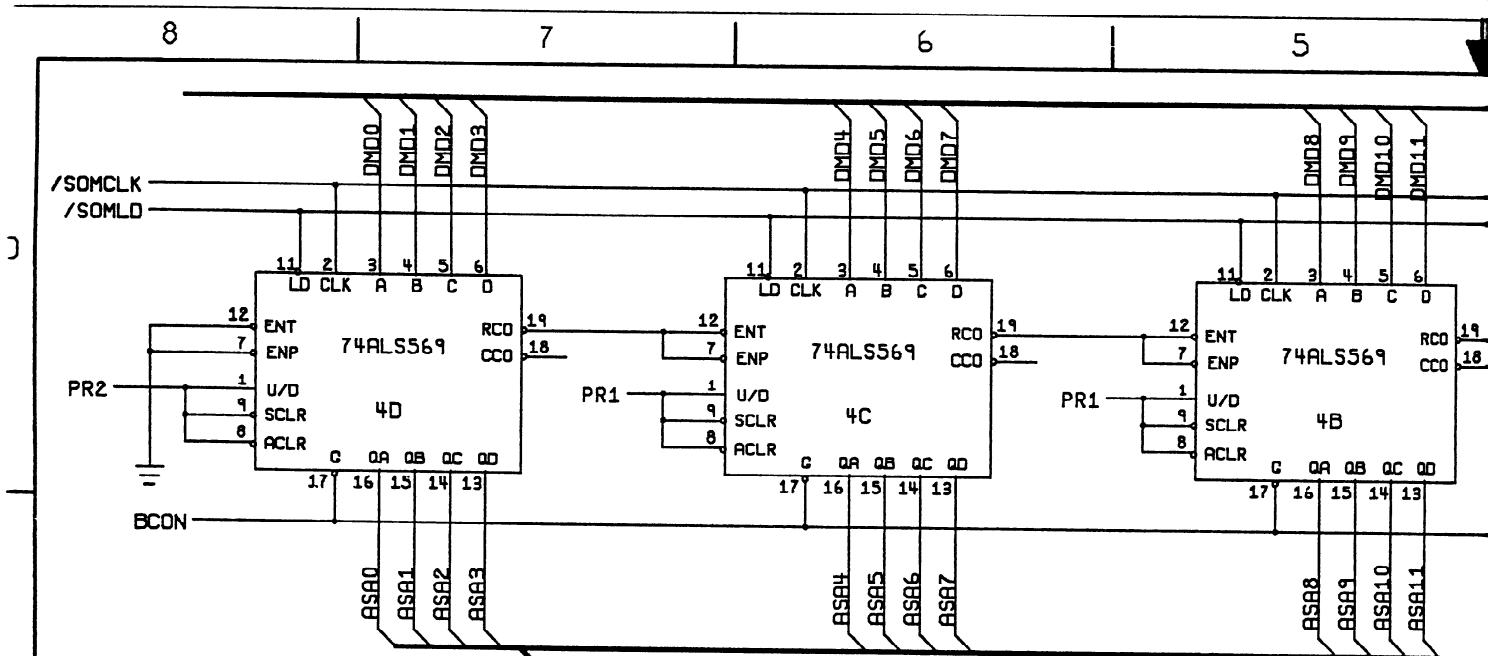 8 7 6 5
DMD0 DMD1 DMD2 DMD3 DMD4 DMD5 DMD6 DMD7 DMD8 DMD9 DMD10 DMD11
/SOMCLK
/SOMLD
11 2 3 4 5 6 11 2 3 4 5 6 11 2 3 4 5 6
LD CLK A B C D LD CLK A B C D LD CLK A B C D
12 ENT RCO 19 12 ENT RCO 19 12 ENT RCO 19
74ALS569 74ALS569 74ALS569
7 ENP CCO 18 7 ENP CCO 18 7 ENP CCO 18
PR2 1 U/D PR1 1 U/D PR1 1 U/D
9 SCLR 4D 9 SCLR 4C 9 SCLR 4B
8 ACLR 8 ACLR 8 ACLR
G QA QB QC QD G QA QB QC QD G QA QB QC QD
17 16 15 14 13 17 16 15 14 13 17 16 15 14 13
BCON
ASA0 ASA1 ASA2 ASA3 ASA4 ASA5 ASA6 ASA7 ASA8 ASA9 ASA10 ASA11